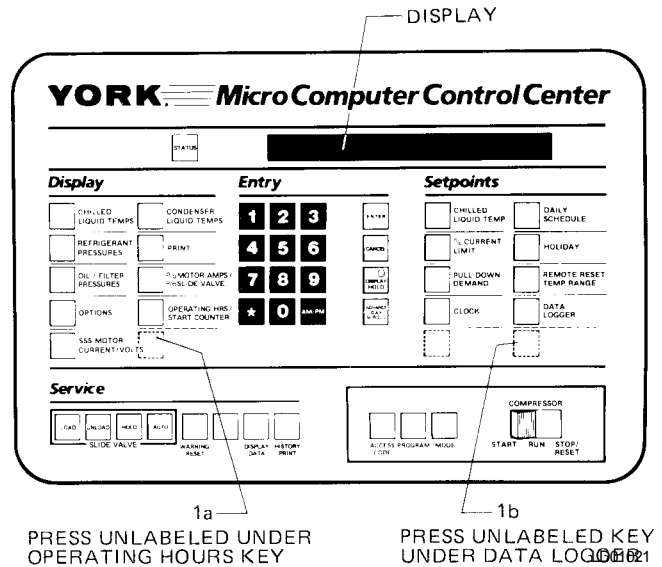 DISPLAY
YORK. Micro Computer Control Center
STATUS
Display
Entry
Setpoints
CHILLED
LIQUID TEMPS
CONDENSER
LIQUID TEMPS
1 2 3
ENTER
CHILLED
LIQUID TEMP
DAILY
SCHEDULE
REFRIGERANT
PRESSURES
PRINT
4 5 6
CANCEL
% CURRENT
LIMIT
HOLIDAY
OIL / FILTER
PRESSURES
MOTOR AMPS/
SLIDE VALVE
7 8 9
DISPLAY
HOLD
PULL DOWN
DEMAND
REMOTE RESET
TEMP RANGE
OPTIONS
OPERATING HRS/
START COUNTER
* 0 AM-PM
ADVANCE
DAY
CLOCK
DATA
LOGGER
SSS MOTOR
CURRENT/VOLTS
Service
LOAD UNLOAD HOLD AUTO
SLIDE VALVE
WARNING
RESET
DISPLAY
DATA
HISTORY
PRINT
ACCESS
CODE
PROGRAM
MODE
COMPRESSOR
START RUN STOP/
RESET
1a
PRESS UNLABELED UNDER
OPERATING HOURS KEY
1b
PRESS UNLABELED KEY
UNDER DATA LOGGER